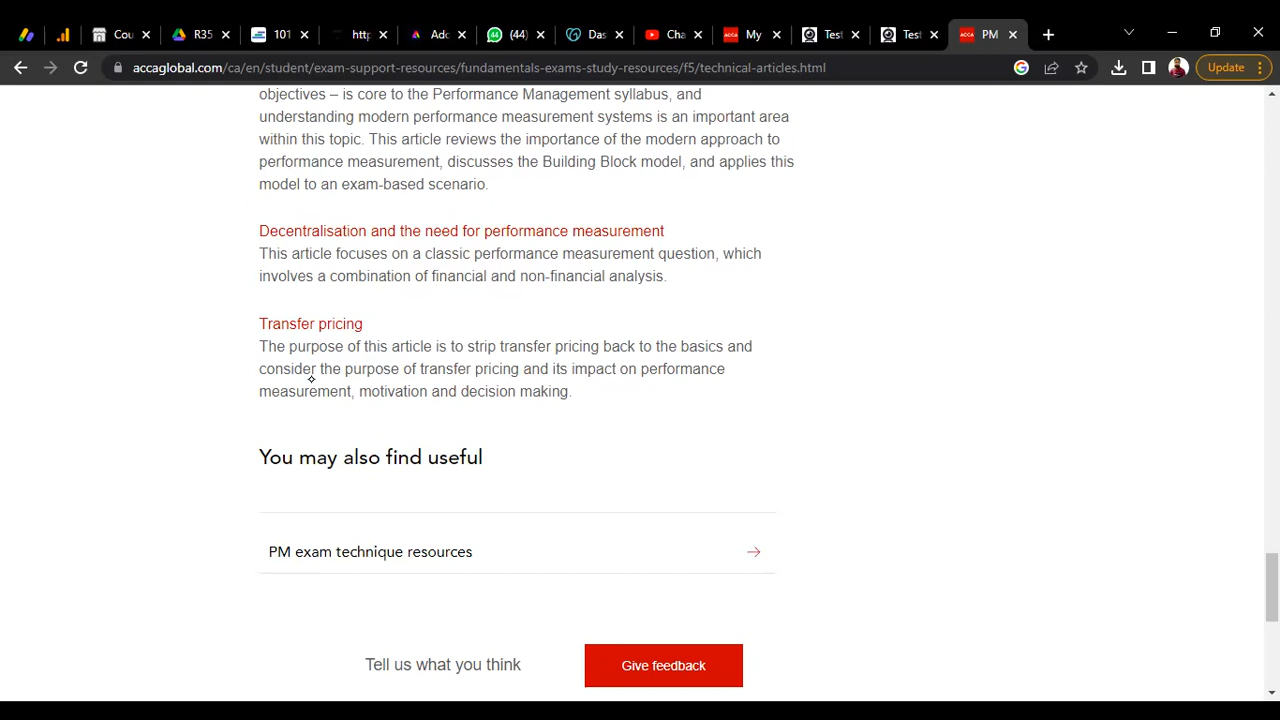 Cou
R35
101
http
Adc
44
(44)
Das
Cha
ACCA
My
Test
Test
ACCA
PM
accaglobal.com/ca/en/student/exam-support-resources/fundamentals-exams-study-resources/f5/technical-articles.html
Update
objectives – is core to the Performance Management syllabus, and
understanding modern performance measurement systems is an important area
within this topic. This article reviews the importance of the modern approach to
performance measurement, discusses the Building Block model, and applies this
model to an exam-based scenario.
Decentralisation and the need for performance measurement
This article focuses on a classic performance measurement question, which
involves a combination of financial and non-financial analysis.
Transfer pricing
The purpose of this article is to strip transfer pricing back to the basics and
consider the purpose of transfer pricing and its impact on performance
measurement, motivation and decision making.
You may also find useful
PM exam technique resources
Tell us what you think
Give feedback